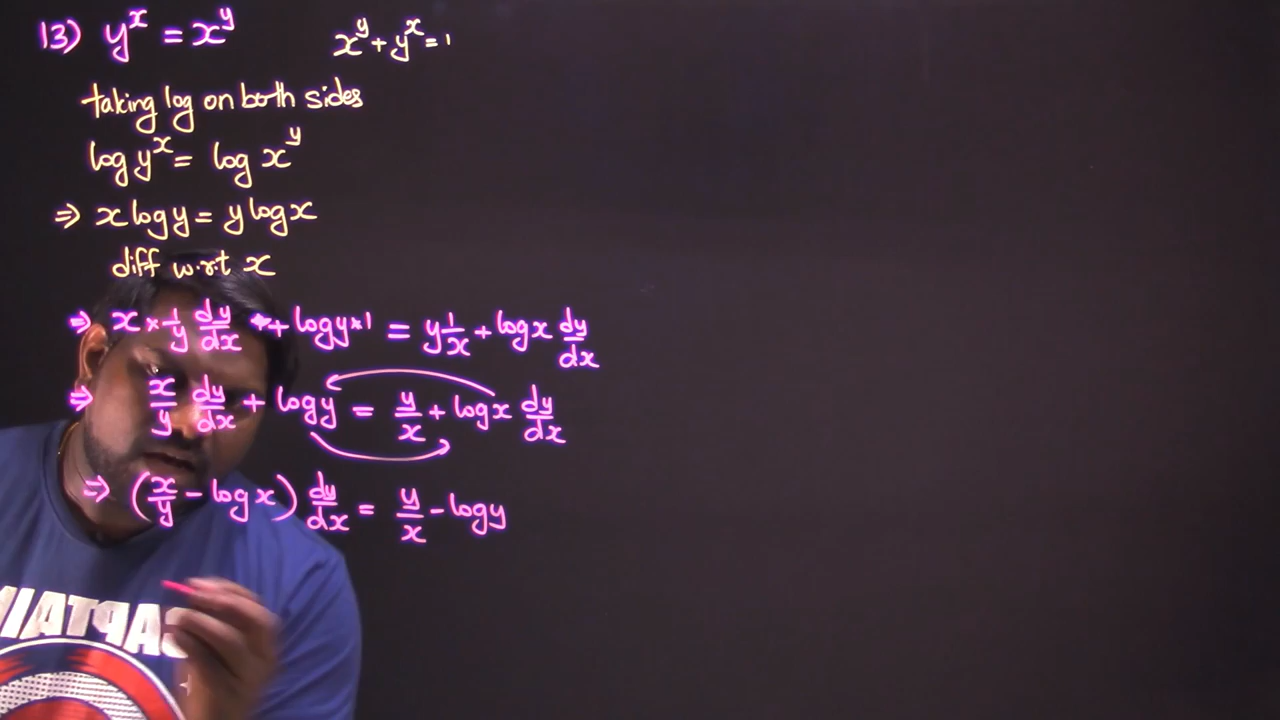 13) y^x = x^y
x^y + y^x = 1
taking log on both sides
log y^x = log x^y
⇒ x log y = y log x
diff w.r.t x
⇒ x × 1/y dy/dx + log y × 1 = y 1/x + log x dy/dx
⇒ x/y dy/dx + log y = y/x + log x dy/dx
⇒ (x/y - log x) dy/dx = y/x - log y
CAPTAI